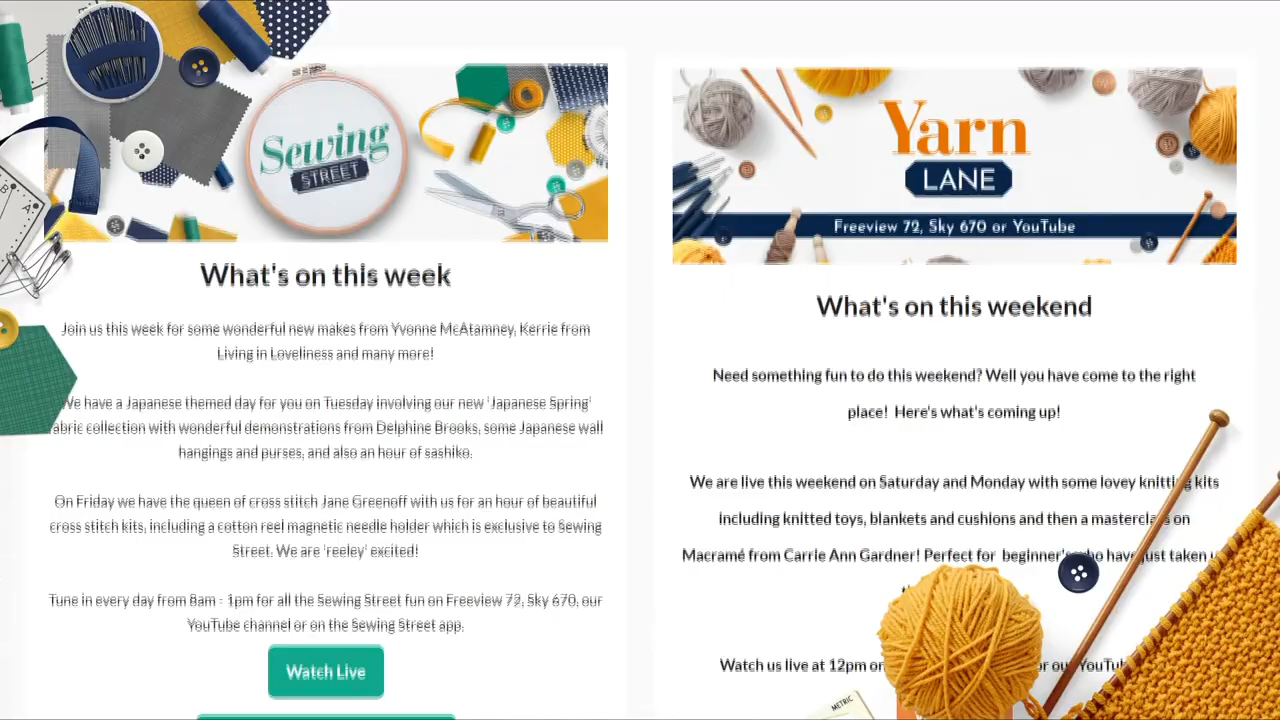 Sewing
STREET
What's on this week
Join us this week for some wonderful new makes from Yvonne McAtamney, Kerrie from
Living in Loveliness and many more!
We have a Japanese themed day for you on Tuesday involving our new 'Japanese Spring'
fabric collection with wonderful demonstrations from Delphine Brooks, some Japanese wall
hangings and purses, and also an hour of sashiko.
On Friday we have the queen of cross stitch Jane Greenoff with us for an hour of beautiful
cross stitch kits, including a cotton reel magnetic needle holder which is exclusive to Sewing
Street. We are 'reeley' excited!
Tune in every day from 8am - 1pm for all the Sewing Street fun on Freeview 72, Sky 670, our
YouTube channel or on the Sewing Street app.
Watch Live
Yarn
LANE
Freeview 72, Sky 670 or YouTube
What's on this weekend
Need something fun to do this weekend? Well you have come to the right
place! Here's what's coming up!
We are live this weekend on Saturday and Monday with some lovey knitting kits
including knitted toys, blankets and cushions and then a masterclass on
Macramé from Carrie Ann Gardner! Perfect for beginner's who have just taken
Watch us live at 12pm on or our YouTub
METRIC
B
A